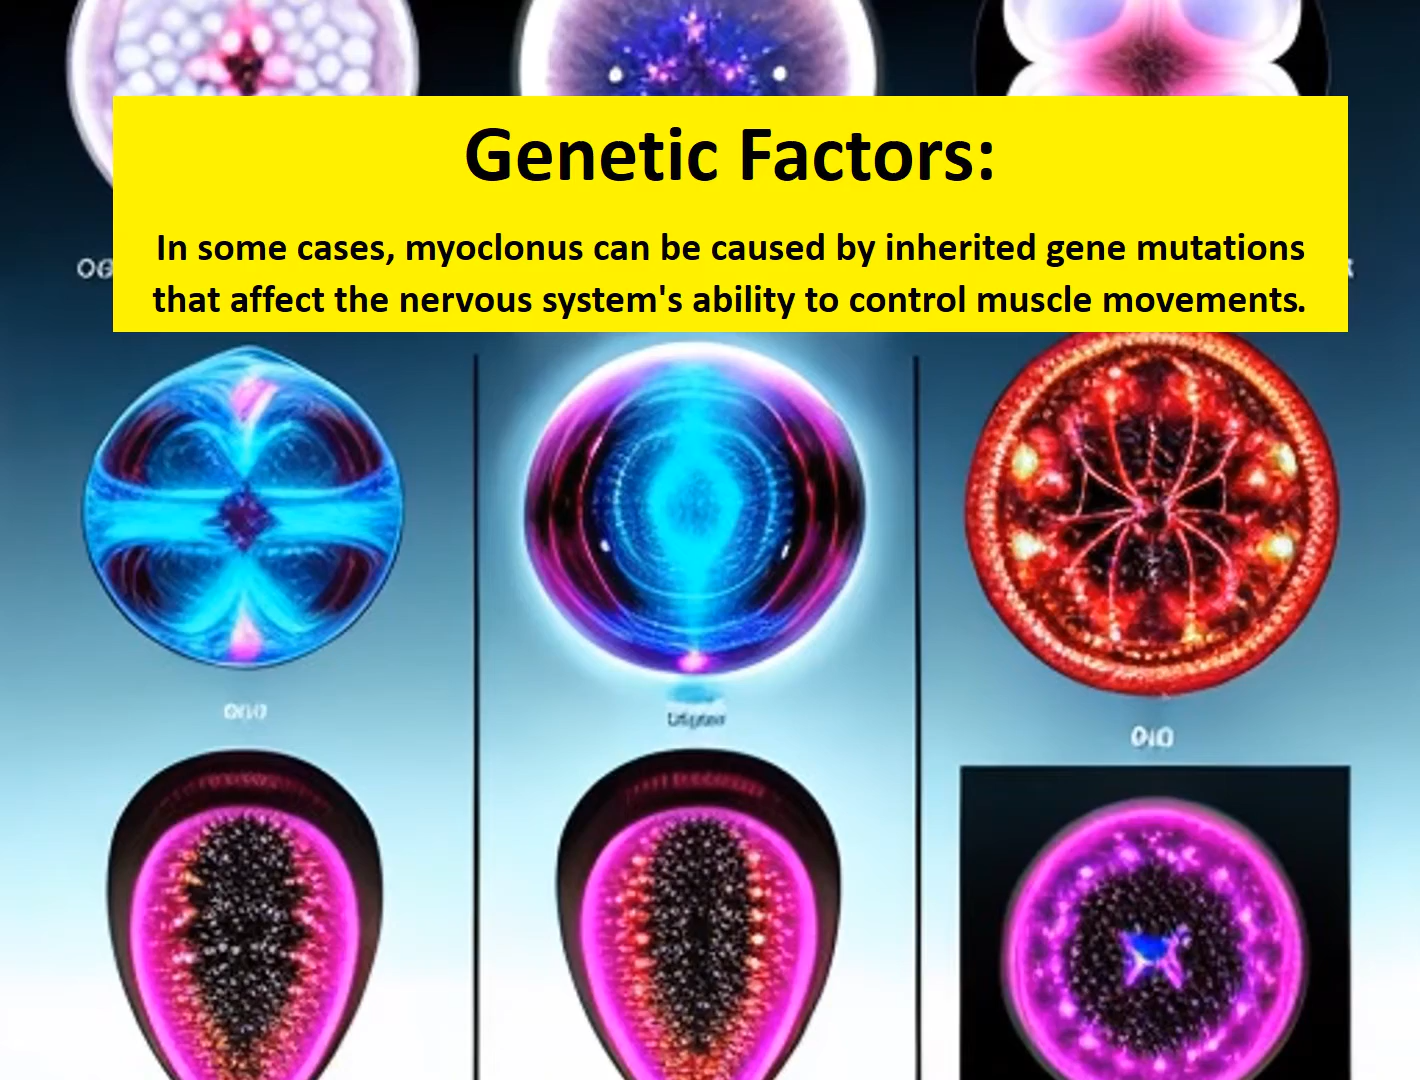 Genetic Factors:
In some cases, myoclonus can be caused by inherited gene mutations
that affect the nervous system's ability to control muscle movements.